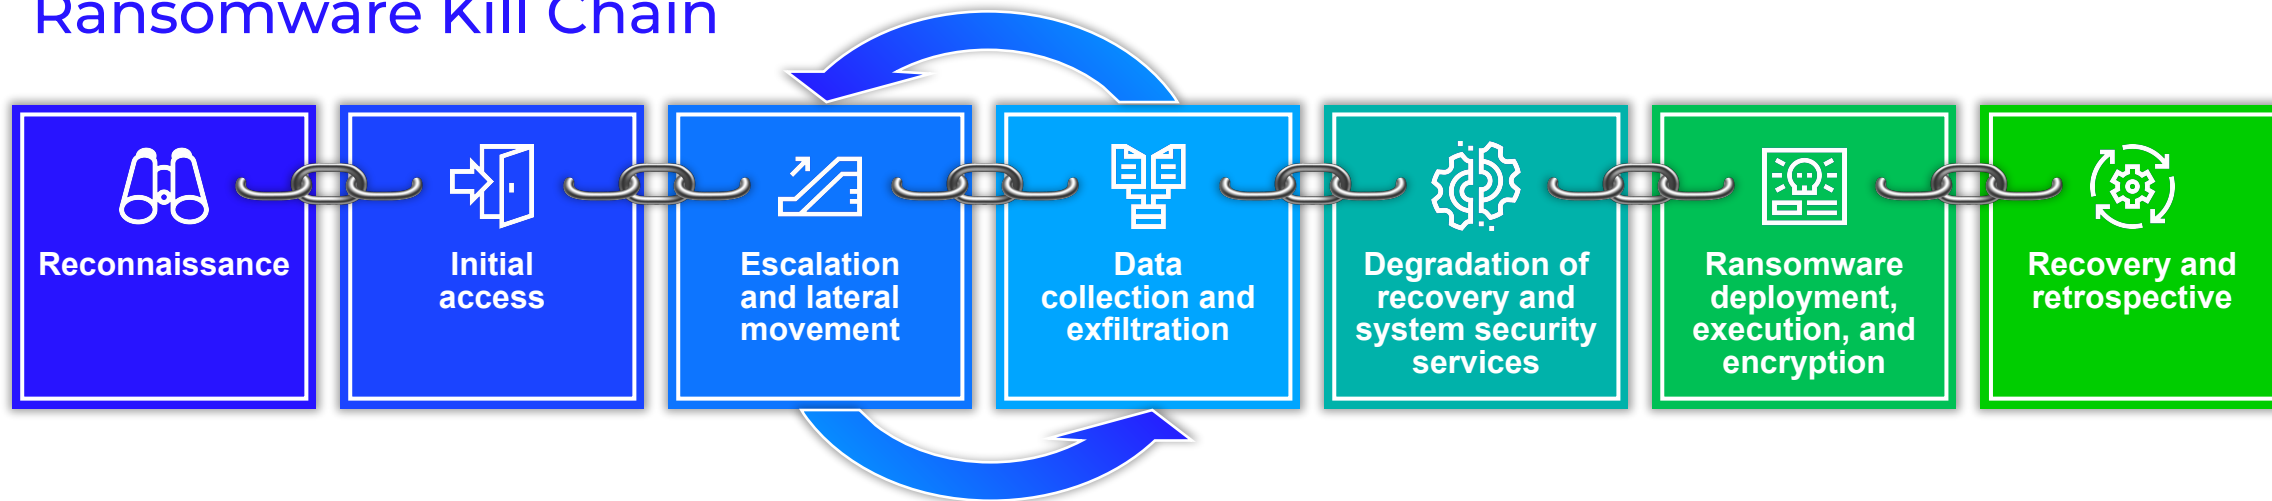 Ransomware Kill Chain
Reconnaissance
Initial
access
Escalation
and lateral
movement
Data
collection and
exfiltration
Degradation of
recovery and
system security
services
Ransomware
deployment,
execution, and
encryption
Recovery and
retrospective